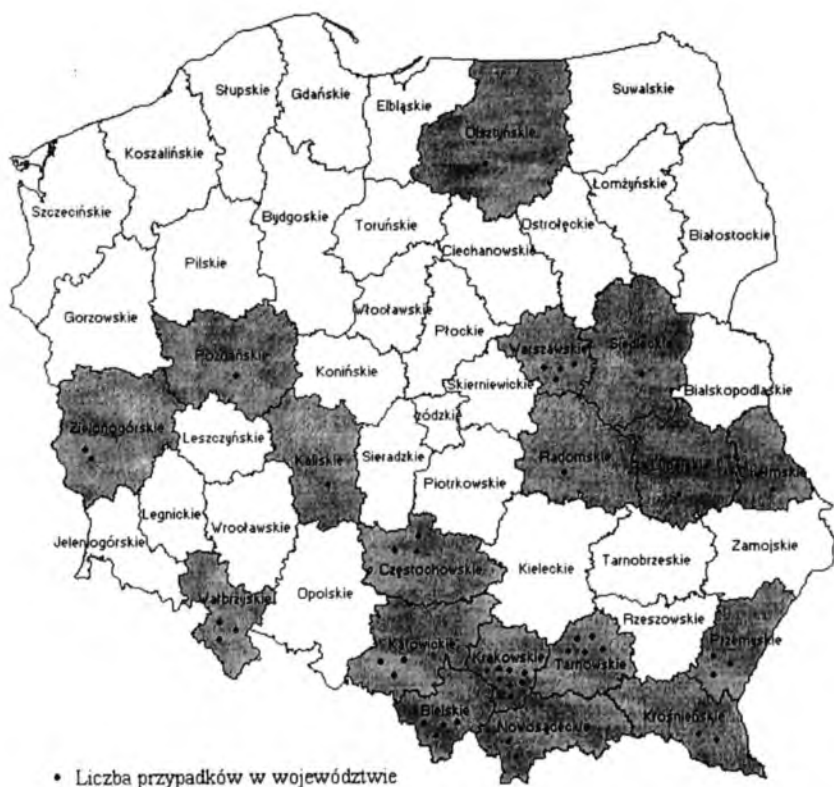 Słupskie
Gdańskie
Elbląskie
Suwalskie
Olsztyńskie
Koszalińskie
Łomżyńskie
Szczecińskie
Bydgoskie
Toruńskie
Ostrołęckie
Białostockie
Ciechanowskie
Pilskie
Gorzowskie
Włocławskie
Płockie
Poznańskie
Warszawskie
Siedleckie
Konińskie
Skierniewickie
Bialskopodlaskie
Zielonogórskie
Leszczyńskie
łódzkie
Kaliskie
Sieradzkie
Radomskie
Piotrkowskie
Legnickie
Wrocławskie
Jeleniogórskie
Zamojskie
Tarnobrzeskie
Częstochowskie
Kieleckie
Opolskie
Wałbrzyskie
Rzeszowskie
Przemyskie
Katowickie
Krakowskie
Tarnowskie
Bielskie
Nowosądeckie
Krośnieńskie
• Liczba przypadków w województwie